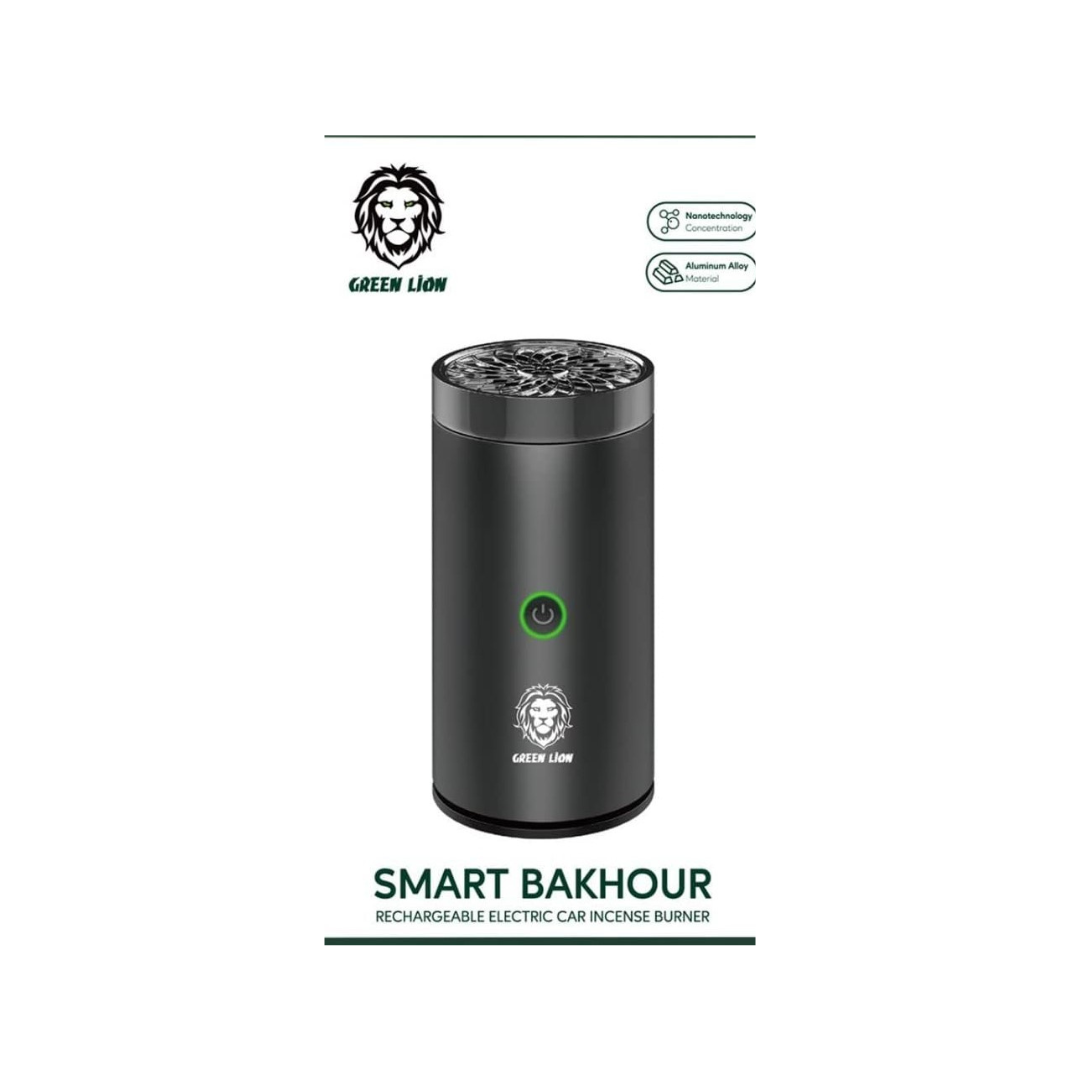 GREEN LION
Nanotechnology
Concentration
Aluminum Alloy
Material
GREEN LION
SMART BAKHOUR
RECHARGEABLE ELECTRIC CAR INCENSE BURNER